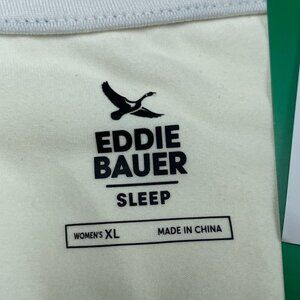 EDDIE
BAUER
SLEEP
WOMEN'S XL MADE IN CHINA